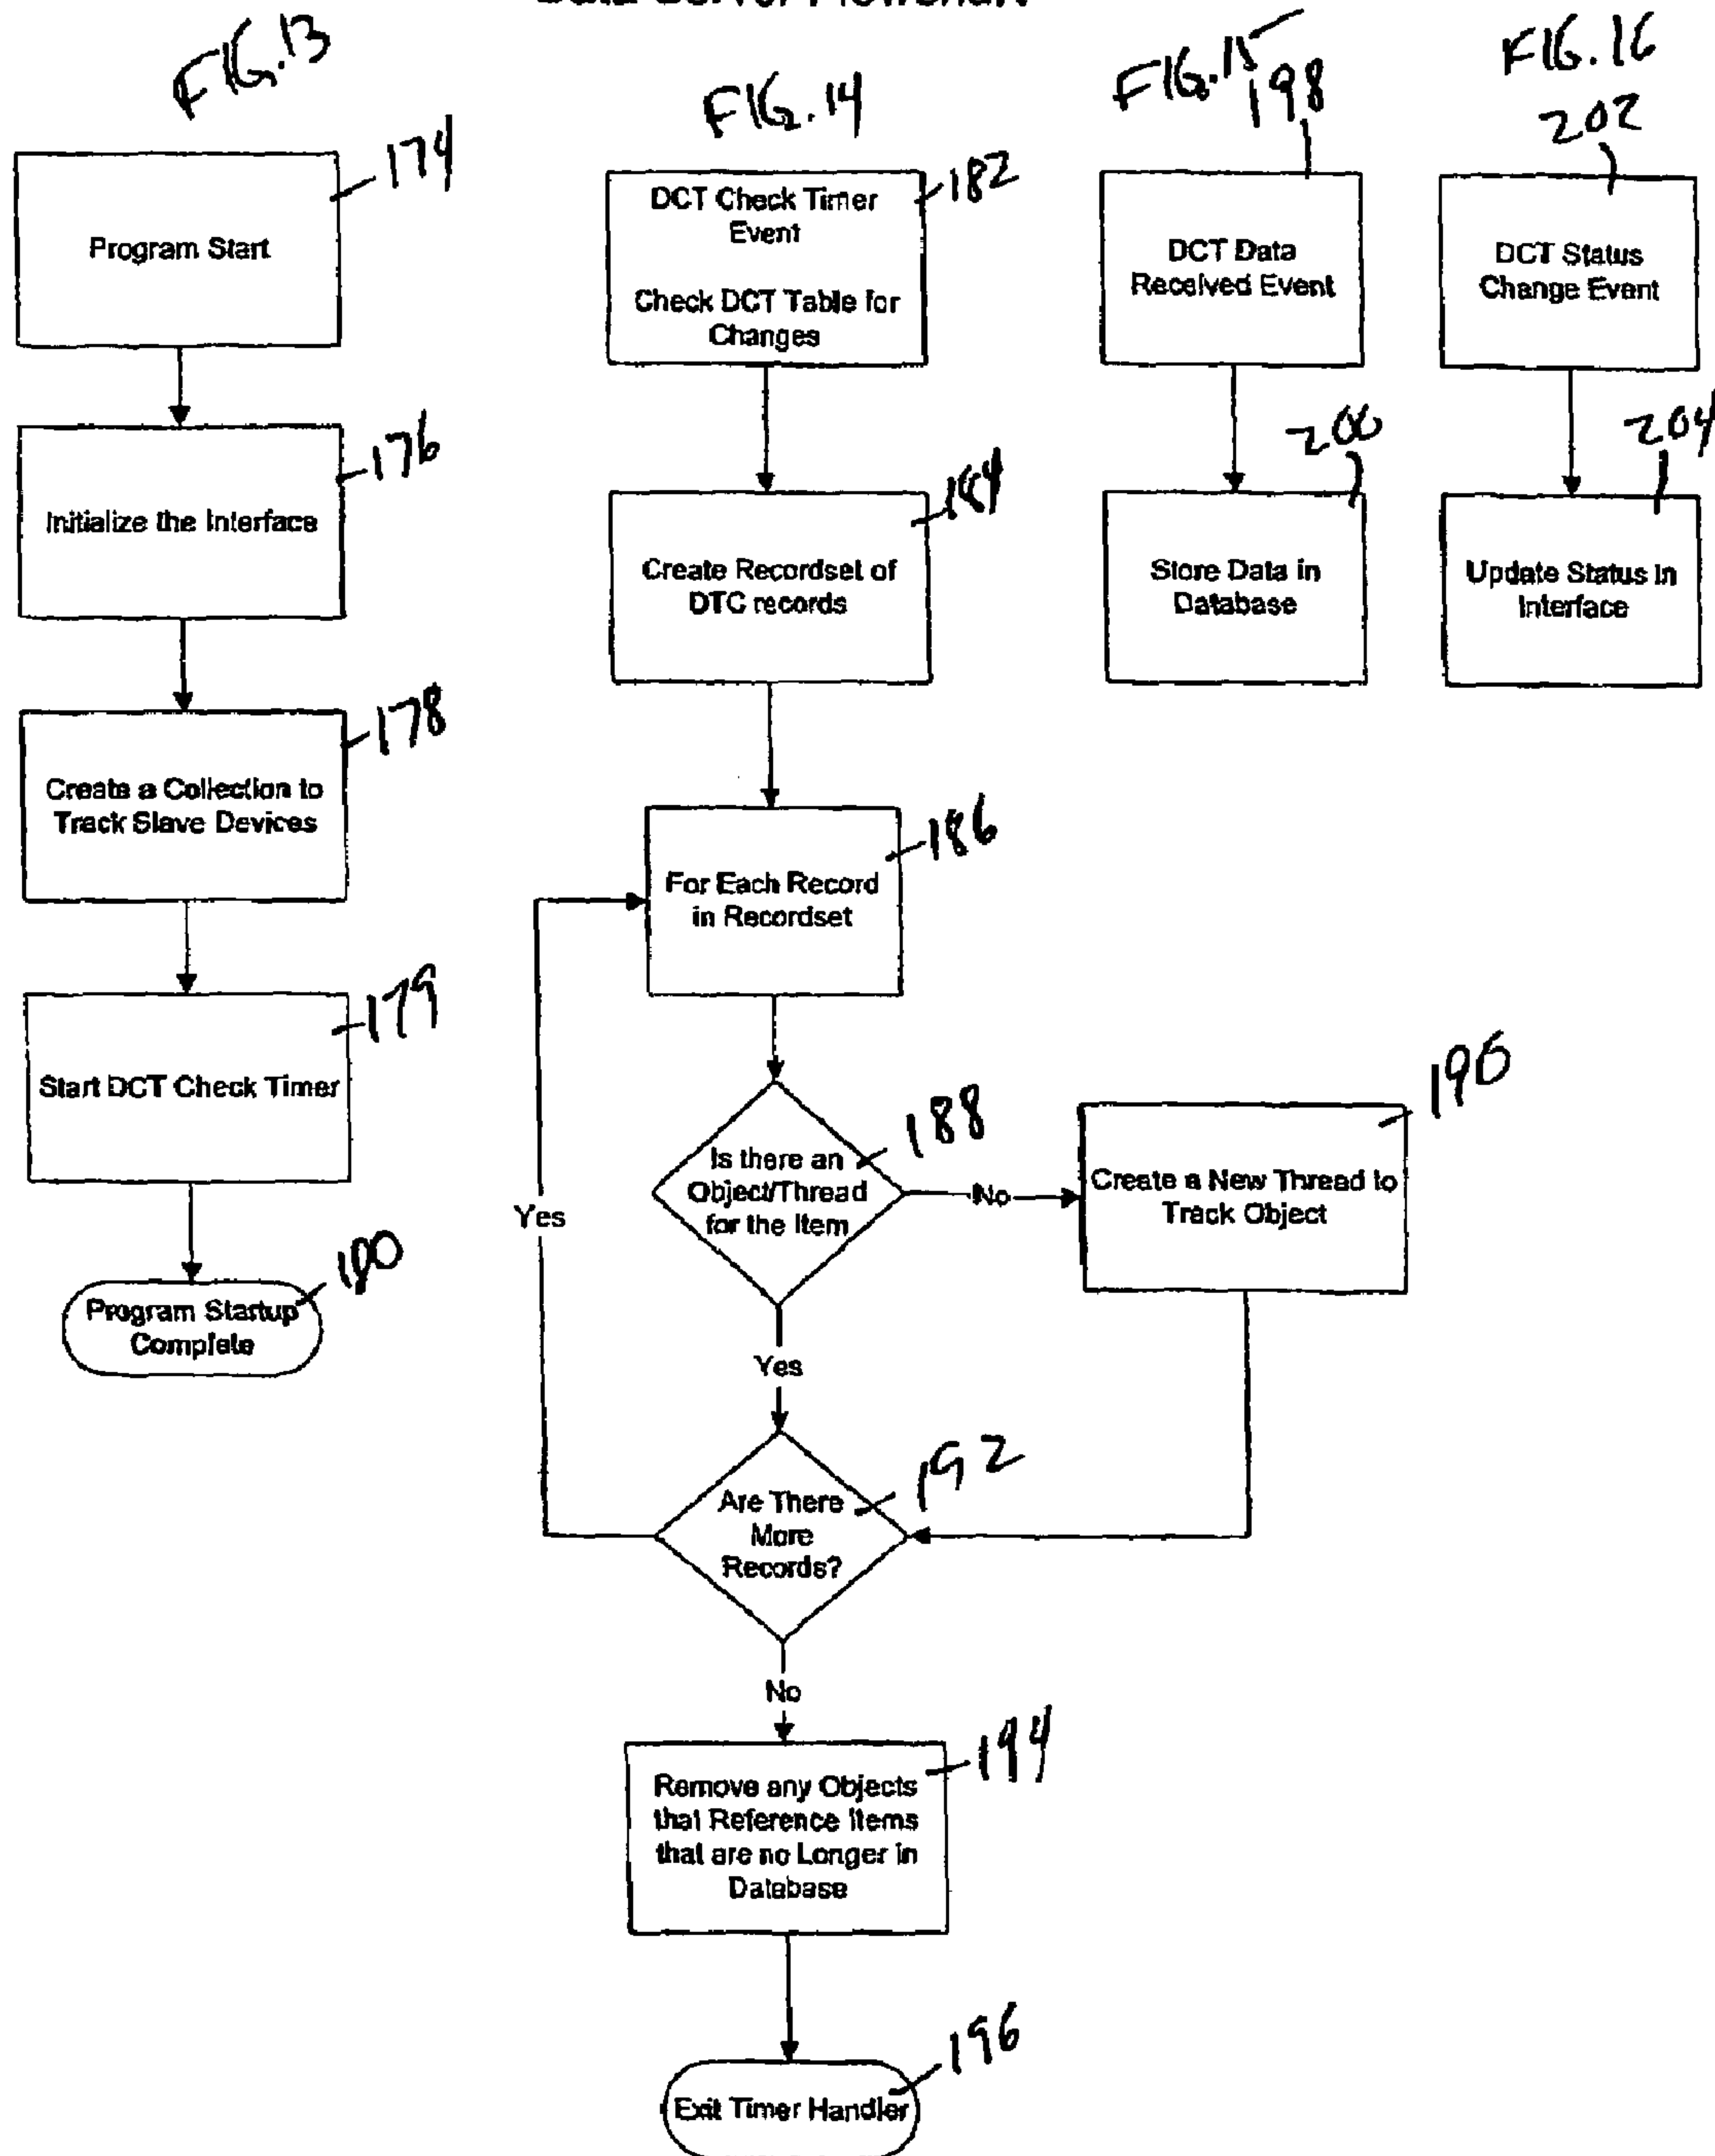 Data Server Flowchart
FIG. 13
174
Program Start
176
Initialize the Interface
178
Create a Collection to
Track Slave Devices
179
Start DCT Check Timer
180
Program Startup
Complete
FIG. 14
182
DCT Check Timer
Event
Check DCT Table for
Changes
184
Create Recordset of
DTC records
186
For Each Record
in Recordset
188
Is there an
Object/Thread
for the Item
No
190
Create a New Thread to
Track Object
Yes
Yes
192
Are There
More
Records?
No
194
Remove any Objects
that Reference Items
that are no Longer in
Database
196
Exit Timer Handler
FIG. 15
198
DCT Data
Received Event
200
Store Data in
Database
FIG. 16
202
DCT Status
Change Event
204
Update Status in
Interface